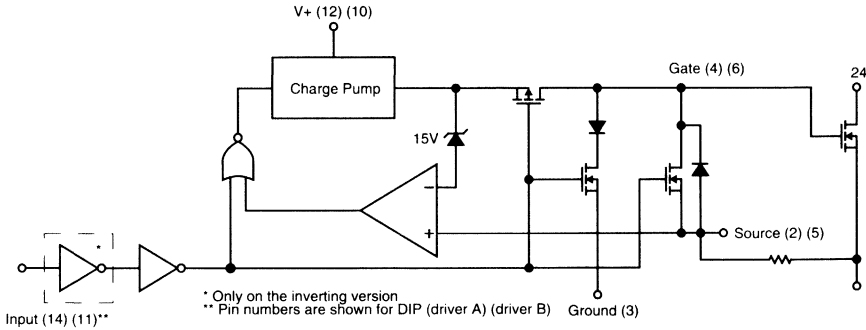 V+ (12) (10)
Charge Pump
Gate (4) (6)
24
15V
−
+
Source (2) (5)
*
* Only on the inverting version
** Pin numbers are shown for DIP (driver A) (driver B)
Ground (3)
Input (14) (11)**